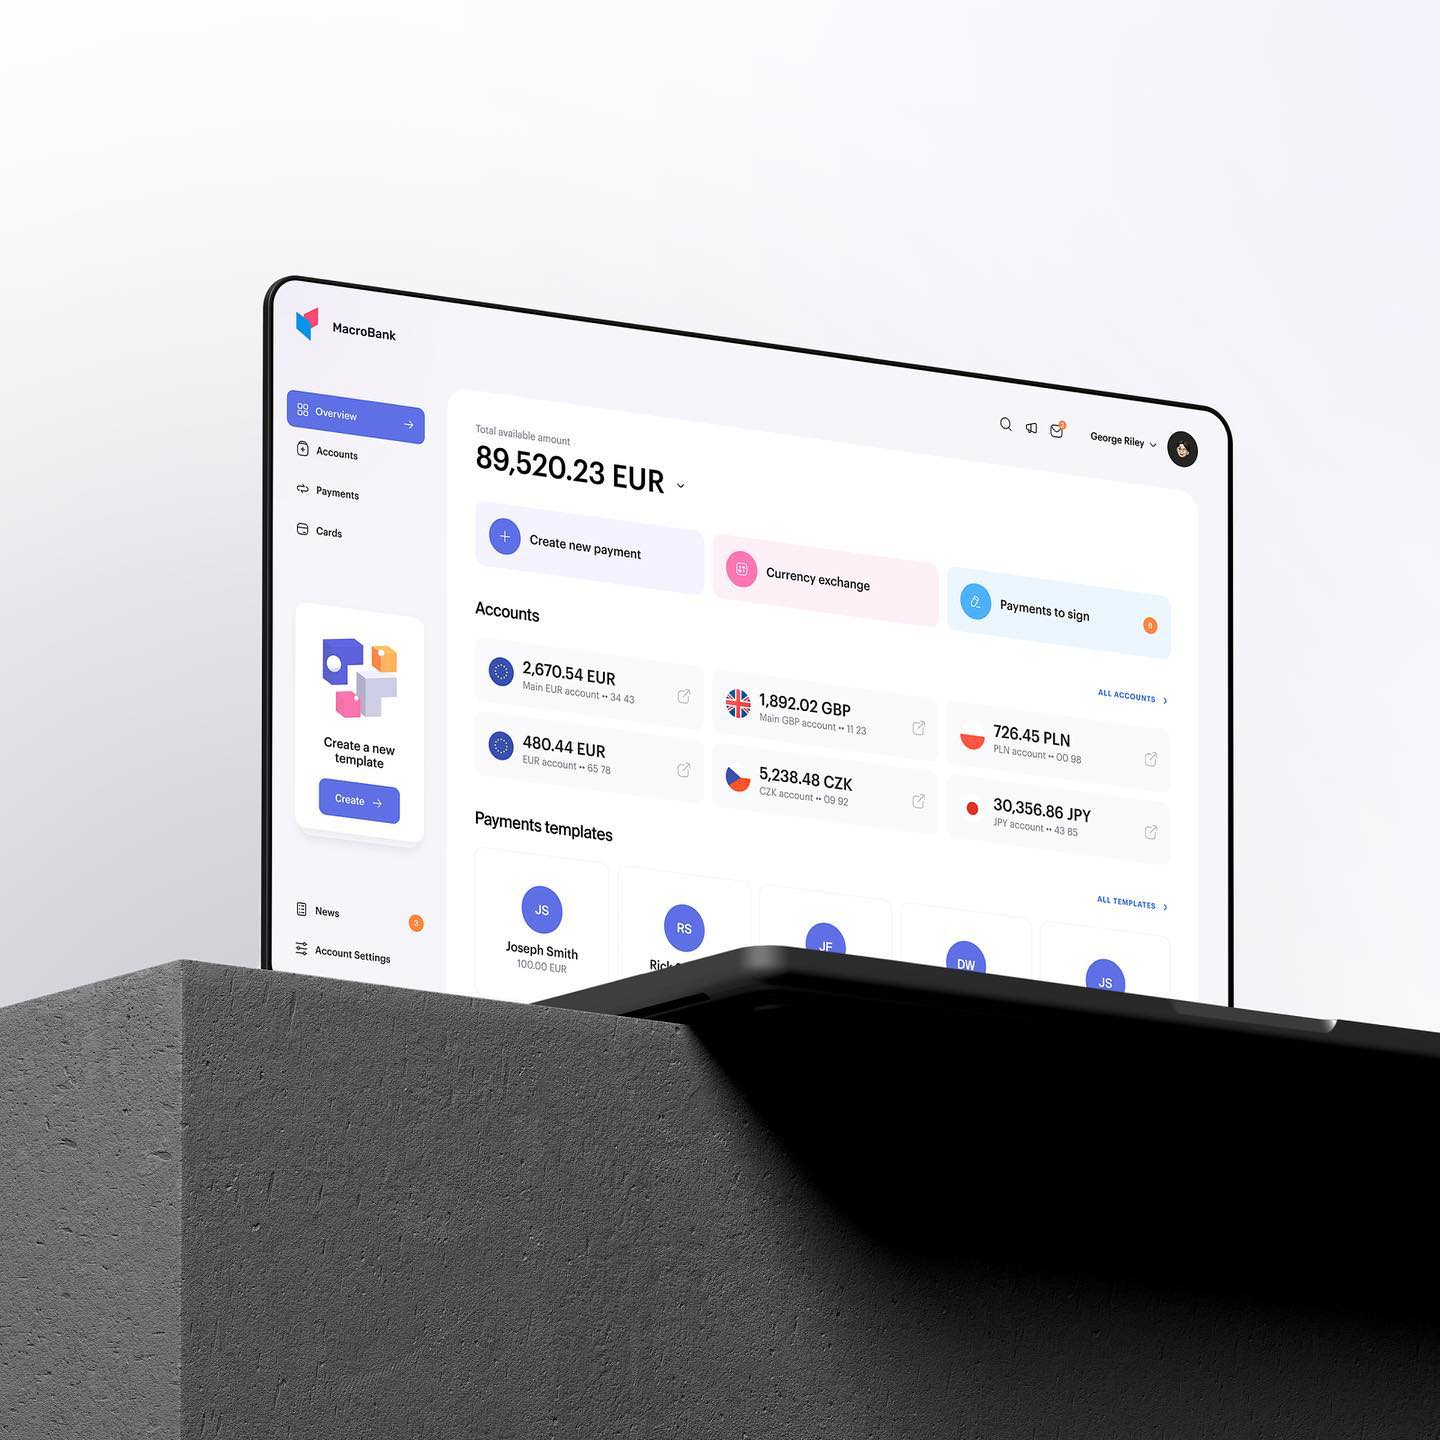 MacroBank
George Riley
Overview
Accounts
Payments
Cards
Create a new
template
Create
News
3
Account Settings
Total available amount
89,520.23 EUR
Create new payment
Currency exchange
Payments to sign
8
Accounts
ALL ACCOUNTS
2,670.54 EUR
Main EUR account •• 34 43
1,892.02 GBP
Main GBP account •• 11 23
726.45 PLN
PLN account •• 00 98
480.44 EUR
EUR account •• 65 78
5,238.48 CZK
CZK account •• 09 92
30,356.86 JPY
JPY account •• 43 85
Payments templates
ALL TEMPLATES
JS
Joseph Smith
100.00 EUR
RS
Rick
JF
DW
JS